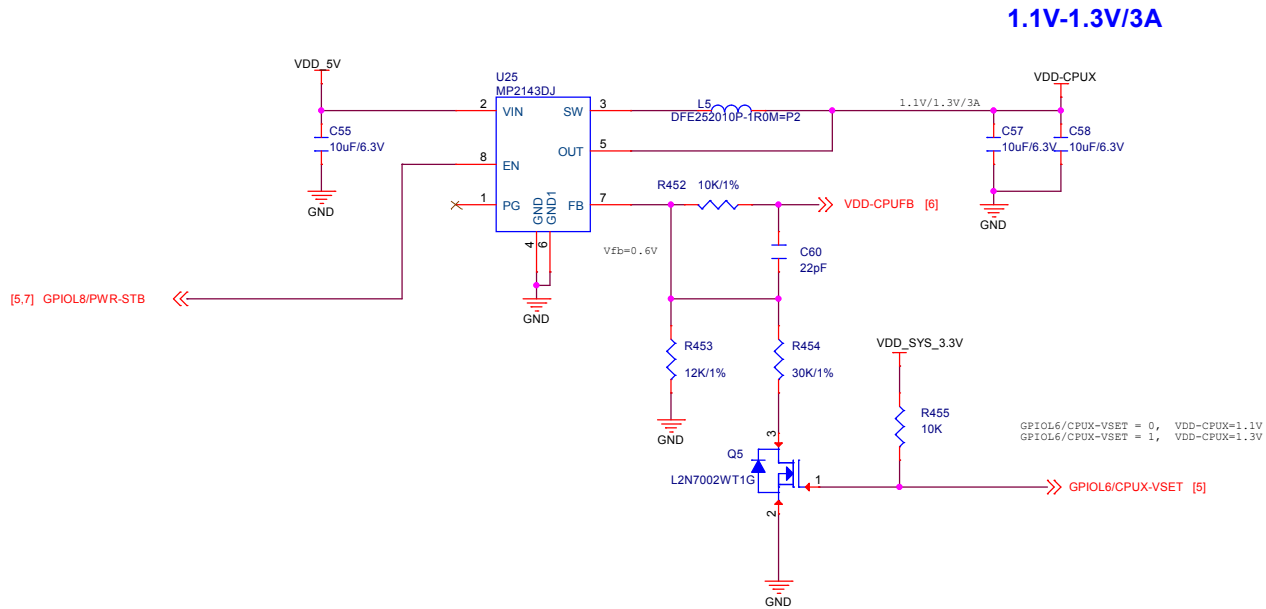 1.1V-1.3V/3A
VDD_5V
VDD-CPUX
U25
MP2143DJ
2
VIN
SW
3
L5
DFE252010P-1R0M=P2
1.1V/1.3V/3A
C55
10uF/6.3V
C57
10uF/6.3V
C58
10uF/6.3V
OUT
5
8
EN
GND
1
PG
GND
GND1
FB
7
R452 10K/1%
VDD-CPUFB [6]
GND
4
6
Vfb=0.6V
C60
22pF
[5,7] GPIOL8/PWR-STB
GND
R453
12K/1%
R454
30K/1%
VDD_SYS_3.3V
R455
10K
GND
GPIOL6/CPUX-VSET = 0, VDD-CPUX=1.1V
GPIOL6/CPUX-VSET = 1, VDD-CPUX=1.3V
3
Q5
L2N7002WT1G
1
GPIOL6/CPUX-VSET [5]
2
GND